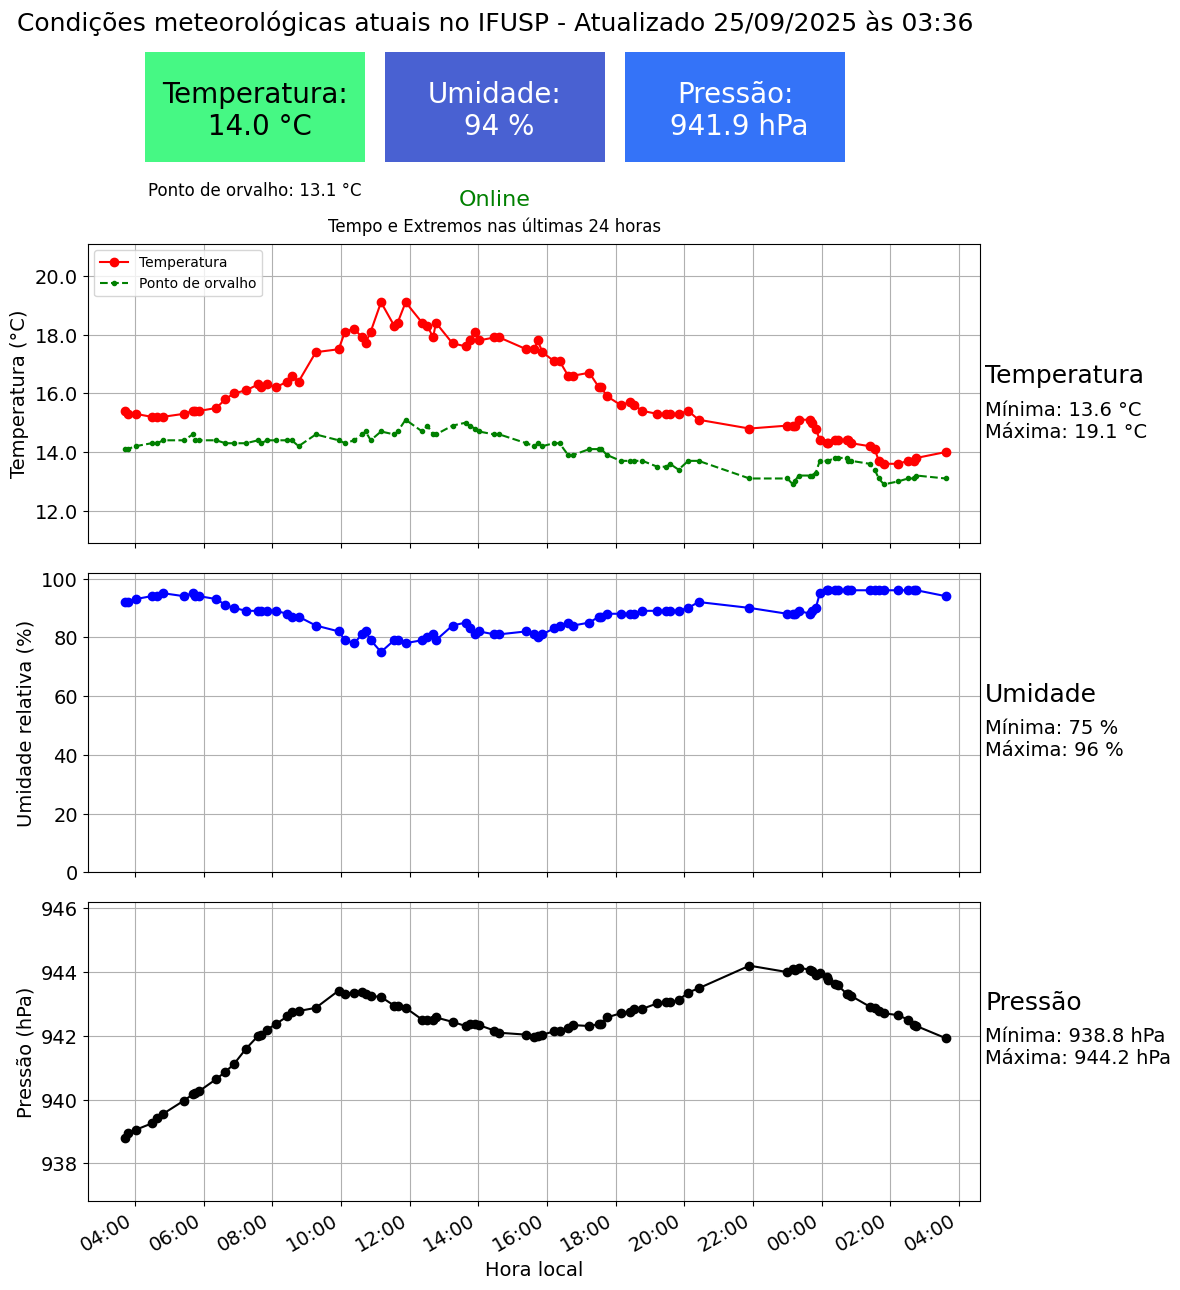 Condições meteorológicas atuais no IFUSP - Atualizado 25/09/2025 às 03:36
Temperatura:
14.0 °C
Umidade:
94 %
Pressão:
941.9 hPa
Ponto de orvalho: 13.1 °C
Online
Tempo e Extremos nas últimas 24 horas
Temperatura
Ponto de orvalho
20.0
18.0
16.0
14.0
12.0
Temperatura (°C)
Temperatura
Mínima: 13.6 °C
Máxima: 19.1 °C
100
80
60
40
20
0
Umidade relativa (%)
Umidade
Mínima: 75 %
Máxima: 96 %
946
944
942
940
938
Pressão (hPa)
Pressão
Mínima: 938.8 hPa
Máxima: 944.2 hPa
04:00 06:00 08:00 10:00 12:00 14:00 16:00 18:00 20:00 22:00 00:00 02:00 04:00
Hora local